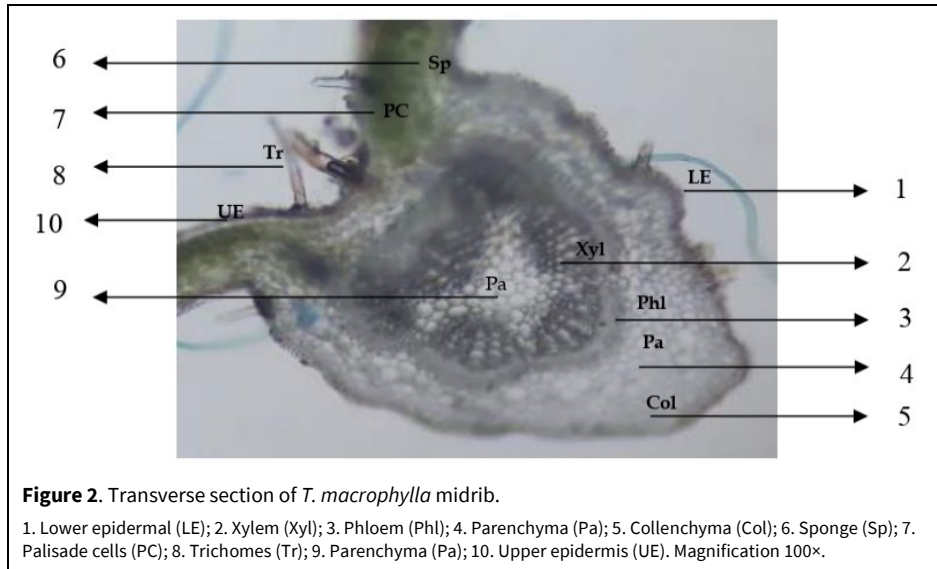 6
Sp
7
PC
Tr
8
LE
1
UE
10
Xyl
2
9
Pa
Phl
3
Pa
4
Col
5
Figure 2. Transverse section of T. macrophylla midrib.
1. Lower epidermal (LE); 2. Xylem (Xyl); 3. Phloem (Phl); 4. Parenchyma (Pa); 5. Collenchyma (Col); 6. Sponge (Sp); 7.
Palisade cells (PC); 8. Trichomes (Tr); 9. Parenchyma (Pa); 10. Upper epidermis (UE). Magnification 100×.